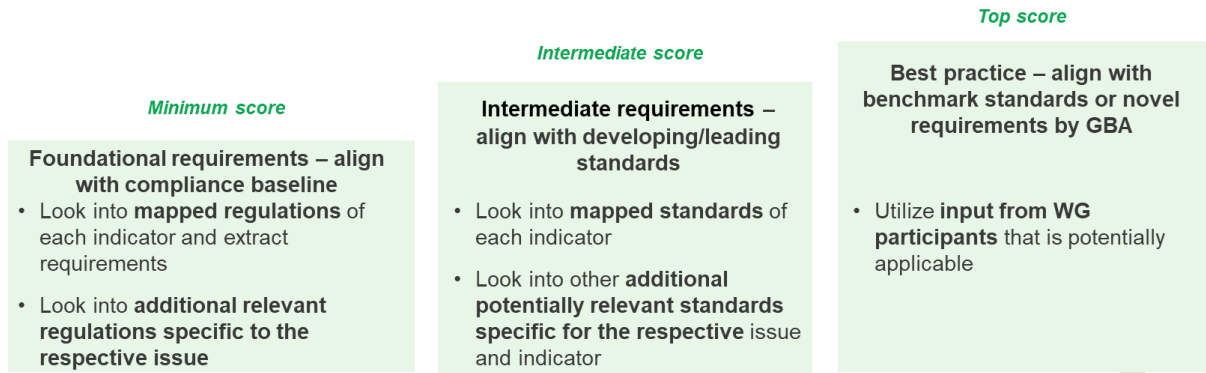 Minimum score
Foundational requirements – align
with compliance baseline
• Look into mapped regulations of
each indicator and extract
requirements
• Look into additional relevant
regulations specific to the
respective issue
Intermediate score
Intermediate requirements –
align with developing/leading
standards
• Look into mapped standards of
each indicator
• Look into other additional
potentially relevant standards
specific for the respective issue
and indicator
Top score
Best practice – align with
benchmark standards or novel
requirements by GBA
• Utilize input from WG
participants that is potentially
applicable